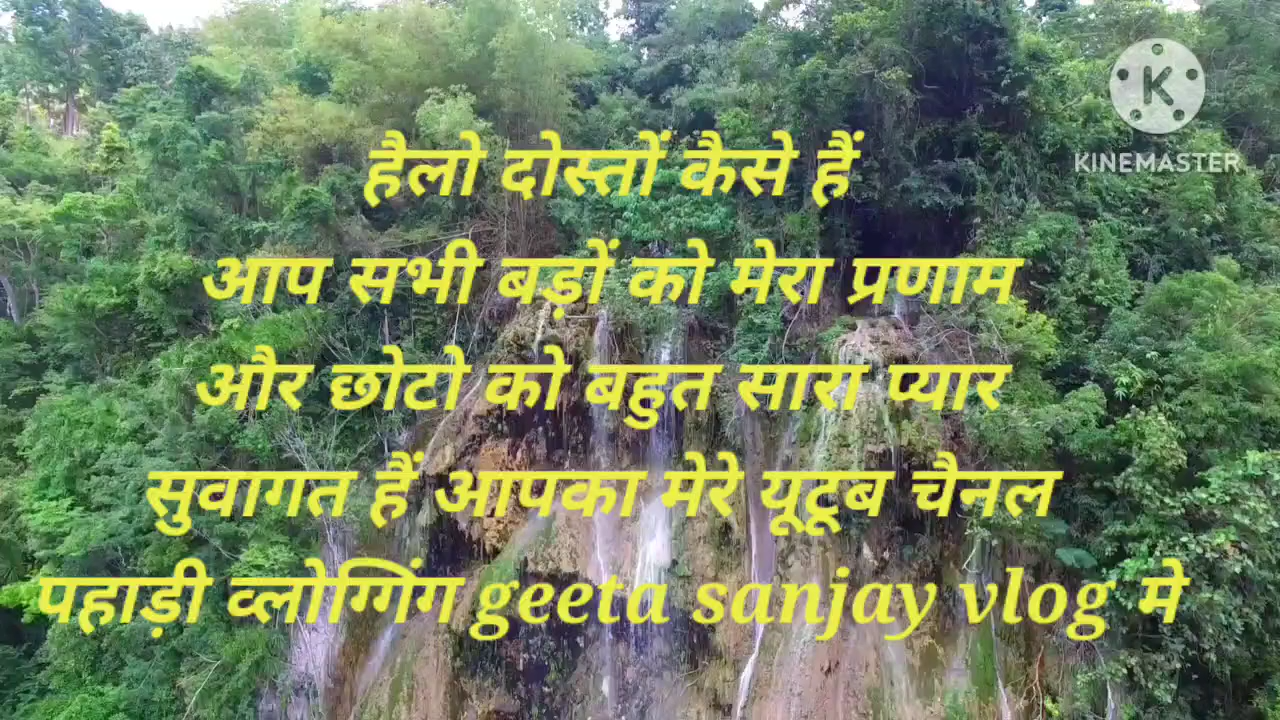 हैलो दोस्तों कैसे हैं
आप सभी बड़ों को मेरा प्रणाम
और छोटो को बहुत सारा प्यार
सुवागत हैं आपका मेरे यूटूब चैनल
पहाड़ी व्लोग्गिंग geeta sanjay vlog मे
K
KINEMASTER